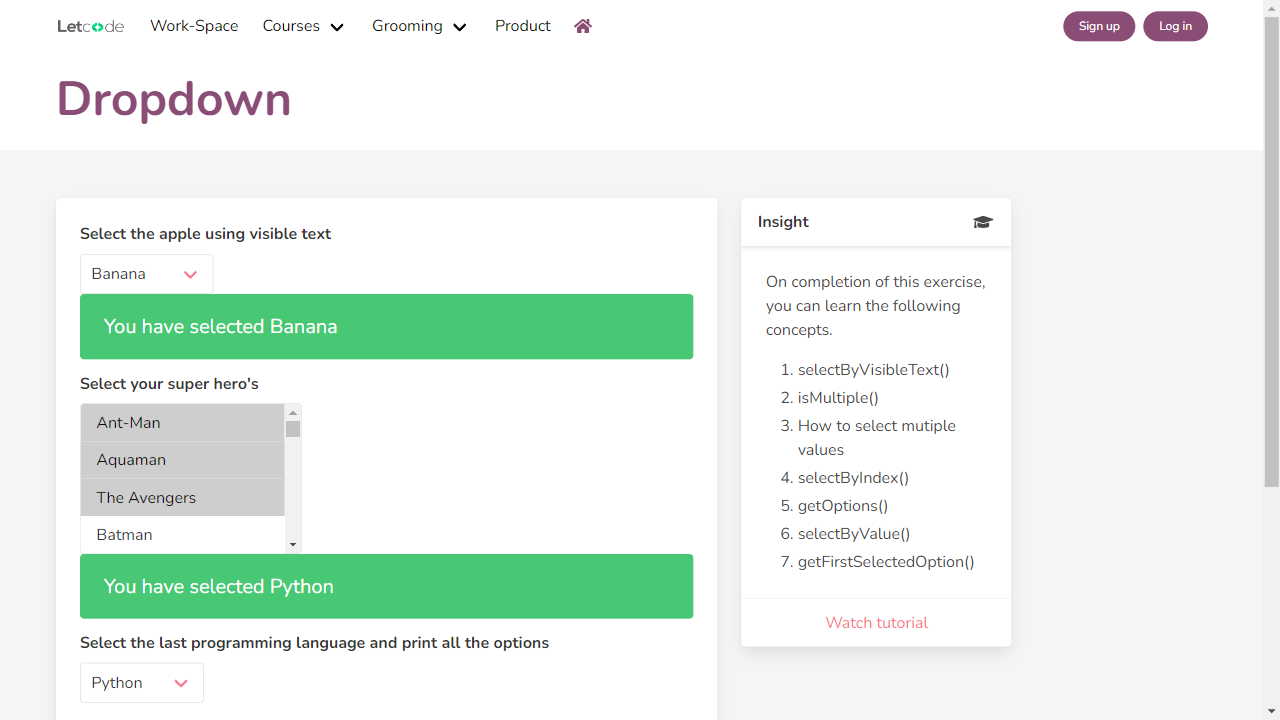 Letcode Work-Space Courses Grooming Product Sign up Log in
Dropdown
Select the apple using visible text
Banana
You have selected Banana
Select your super hero's
Ant-Man
Aquaman
The Avengers
Batman
You have selected Python
Select the last programming language and print all the options
Python
Insight
On completion of this exercise,
you can learn the following
concepts.
1. selectByVisibleText()
2. isMultiple()
3. How to select mutiple
values
4. selectByIndex()
5. getOptions()
6. selectByValue()
7. getFirstSelectedOption()
Watch tutorial